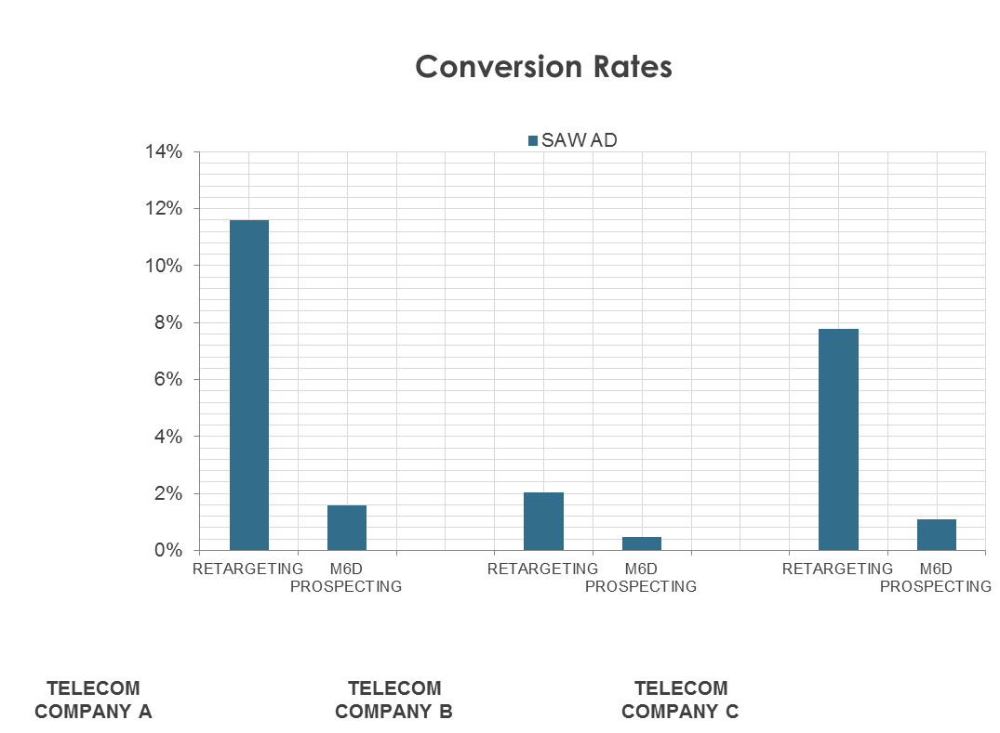 Conversion Rates
SAW AD
14%
12%
10%
8%
6%
4%
2%
0%
RETARGETING M6D RETARGETING M6D RETARGETING M6D
PROSPECTING PROSPECTING PROSPECTING
TELECOM TELECOM TELECOM
COMPANY A COMPANY B COMPANY C